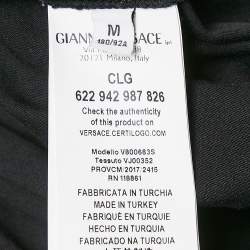 M
180/92A
GIANNI VERSACE
20121 Milano, Italy
CLG
622 942 987 826
Check the authenticity
of this product on
VERSACE.CERTILOGO.COM
Modello V800683S
Tessuto VJ00352
PROVCM/2017/2415
RN 118861
FABBRICATA IN TURCHIA
MADE IN TURKEY
FABRIQUÉ EN TURQUIE
HECHO EN TURQUIA
FABRICADO NA TURQUIA